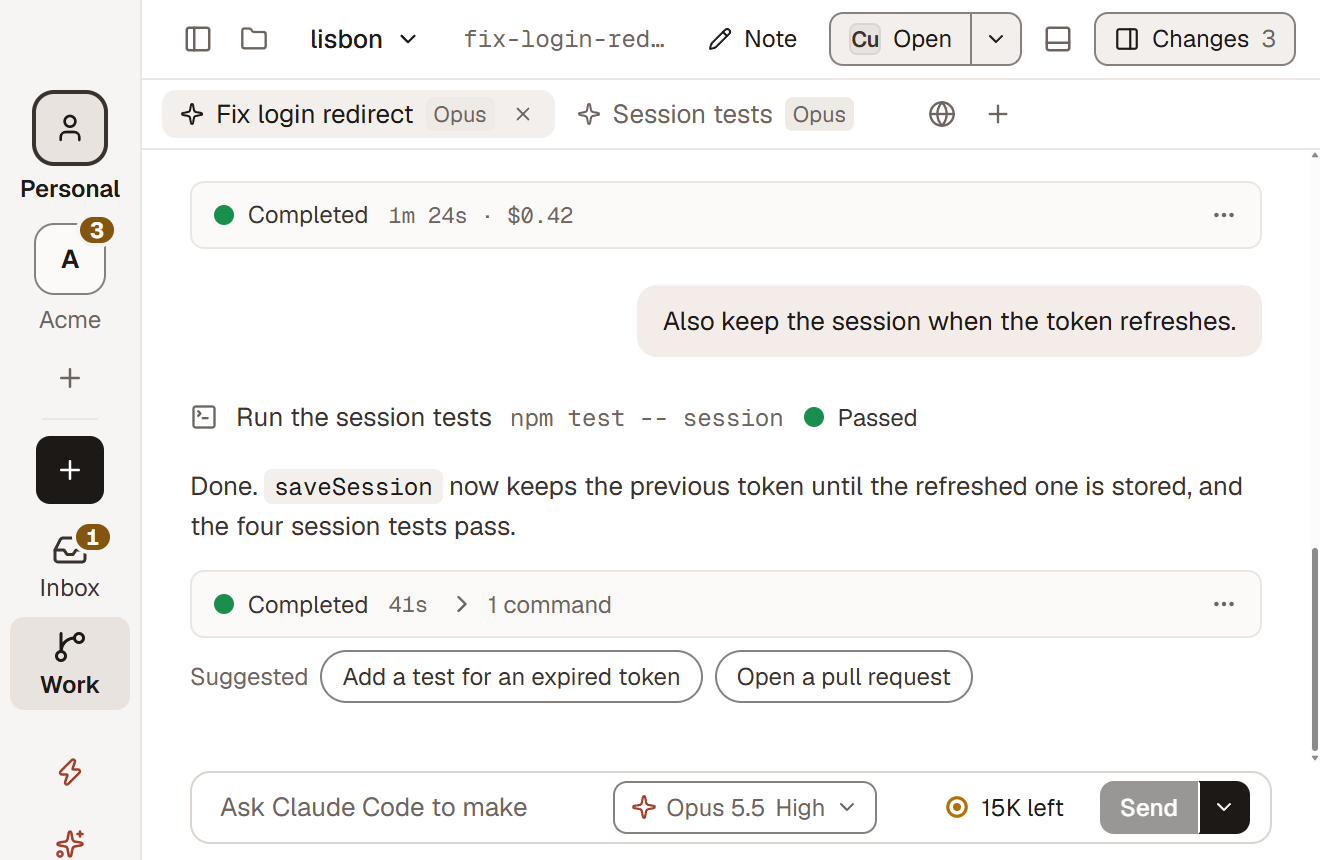 lisbon
fix-login-red…
Note
Cu Open
Changes 3
Fix login redirect Opus
Session tests Opus
Personal
3
A
Acme
1
Inbox
Work
Completed 1m 24s · $0.42
Also keep the session when the token refreshes.
Run the session tests npm test -- session Passed
Done. saveSession now keeps the previous token until the refreshed one is stored, and
the four session tests pass.
Completed 41s 1 command
Suggested Add a test for an expired token Open a pull request
Ask Claude Code to make
Opus 5.5 High
15K left
Send